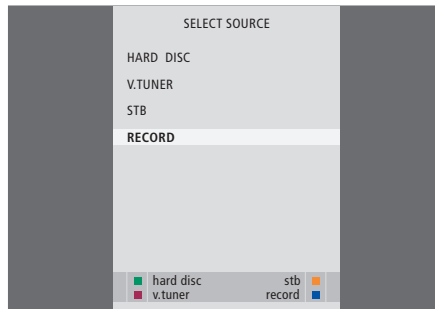 SELECT SOURCE
HARD DISC
V.TUNER
STB
RECORD
hard disc stb
v.tuner record